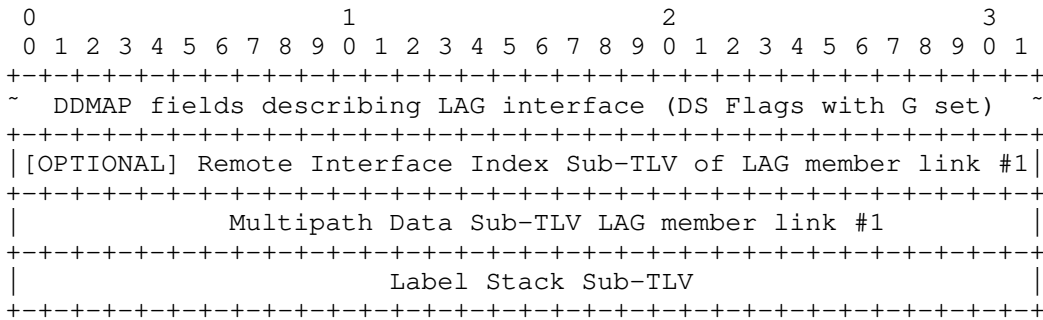 0                   1                   2                   3
 0 1 2 3 4 5 6 7 8 9 0 1 2 3 4 5 6 7 8 9 0 1 2 3 4 5 6 7 8 9 0 1
+-+-+-+-+-+-+-+-+-+-+-+-+-+-+-+-+-+-+-+-+-+-+-+-+-+-+-+-+-+-+-+-+
~  DDMAP fields describing LAG interface (DS Flags with G set)  ~
+-+-+-+-+-+-+-+-+-+-+-+-+-+-+-+-+-+-+-+-+-+-+-+-+-+-+-+-+-+-+-+-+
|[OPTIONAL] Remote Interface Index Sub-TLV of LAG member link #1|
+-+-+-+-+-+-+-+-+-+-+-+-+-+-+-+-+-+-+-+-+-+-+-+-+-+-+-+-+-+-+-+-+
|             Multipath Data Sub-TLV LAG member link #1         |
+-+-+-+-+-+-+-+-+-+-+-+-+-+-+-+-+-+-+-+-+-+-+-+-+-+-+-+-+-+-+-+-+
|                       Label Stack Sub-TLV                     |
+-+-+-+-+-+-+-+-+-+-+-+-+-+-+-+-+-+-+-+-+-+-+-+-+-+-+-+-+-+-+-+-+